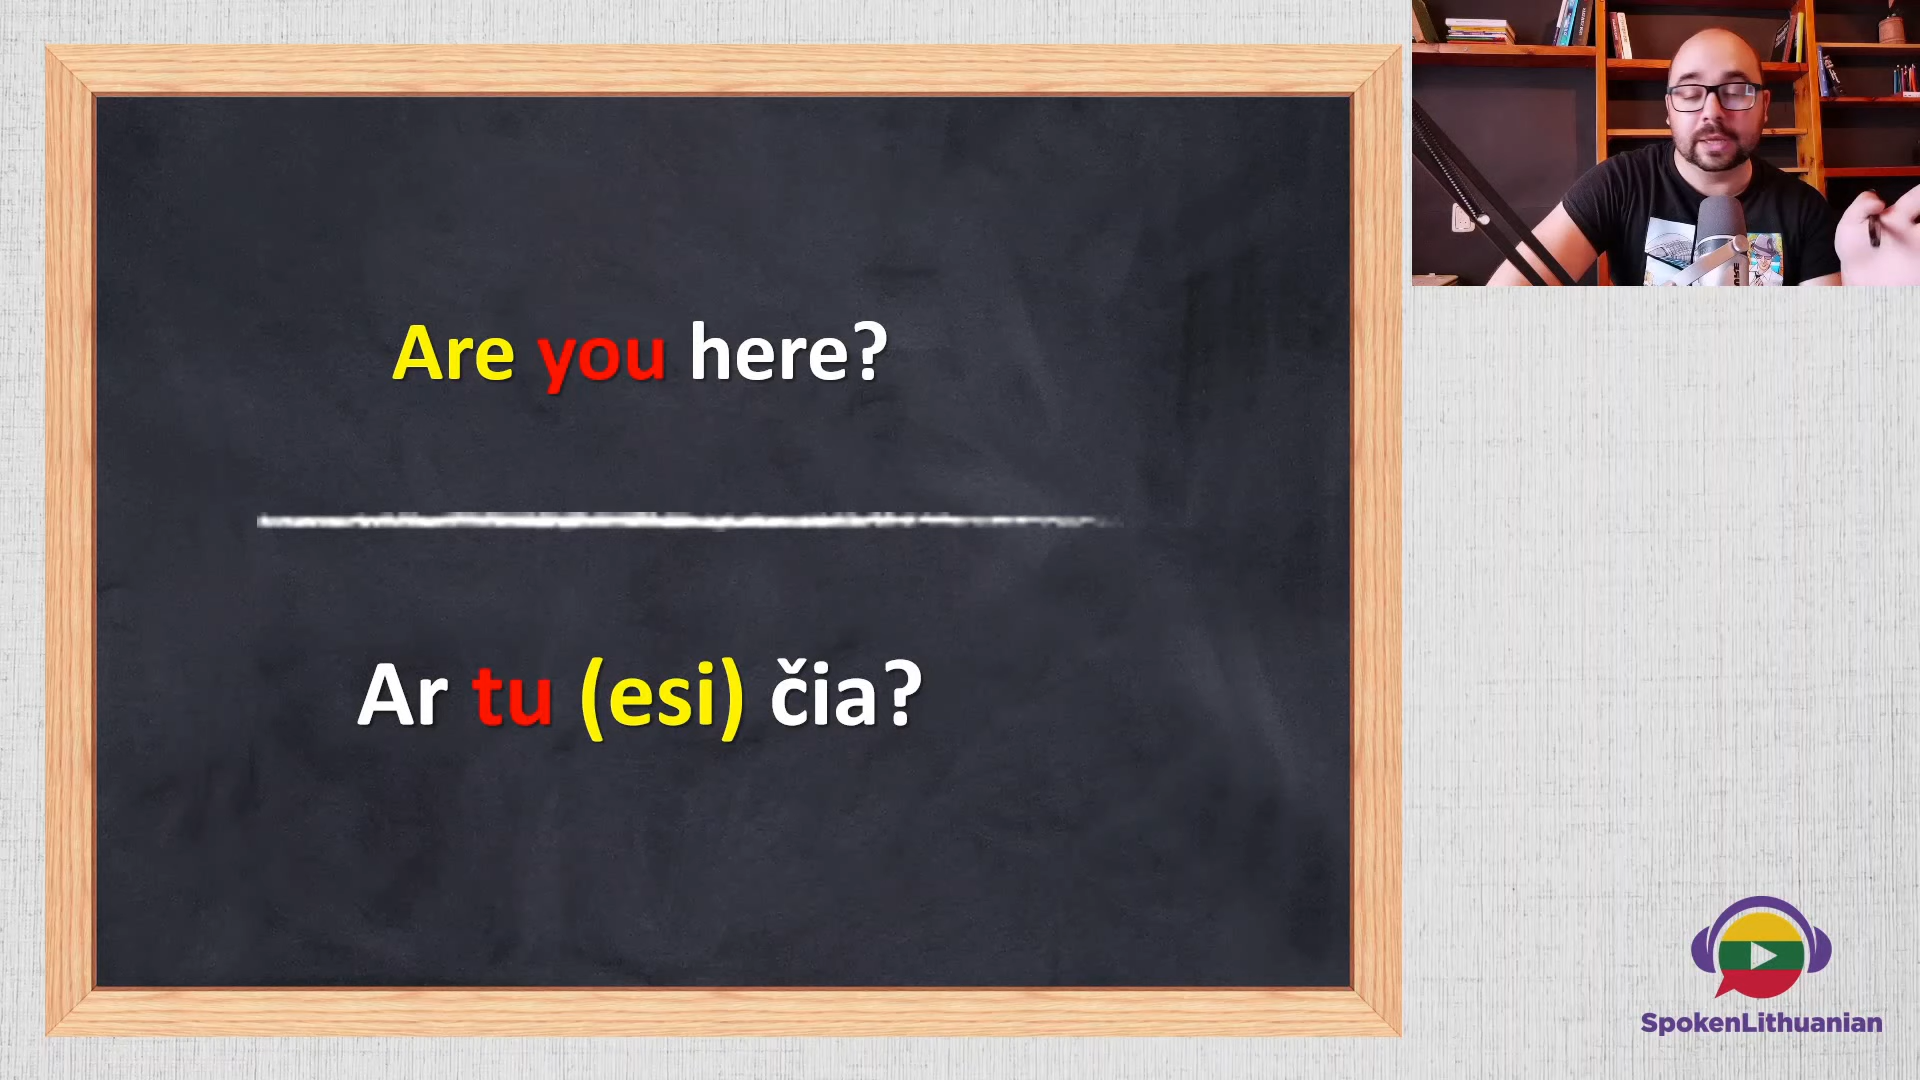 Are you here?
Ar tu (esi) čia?
SpokenLithuanian